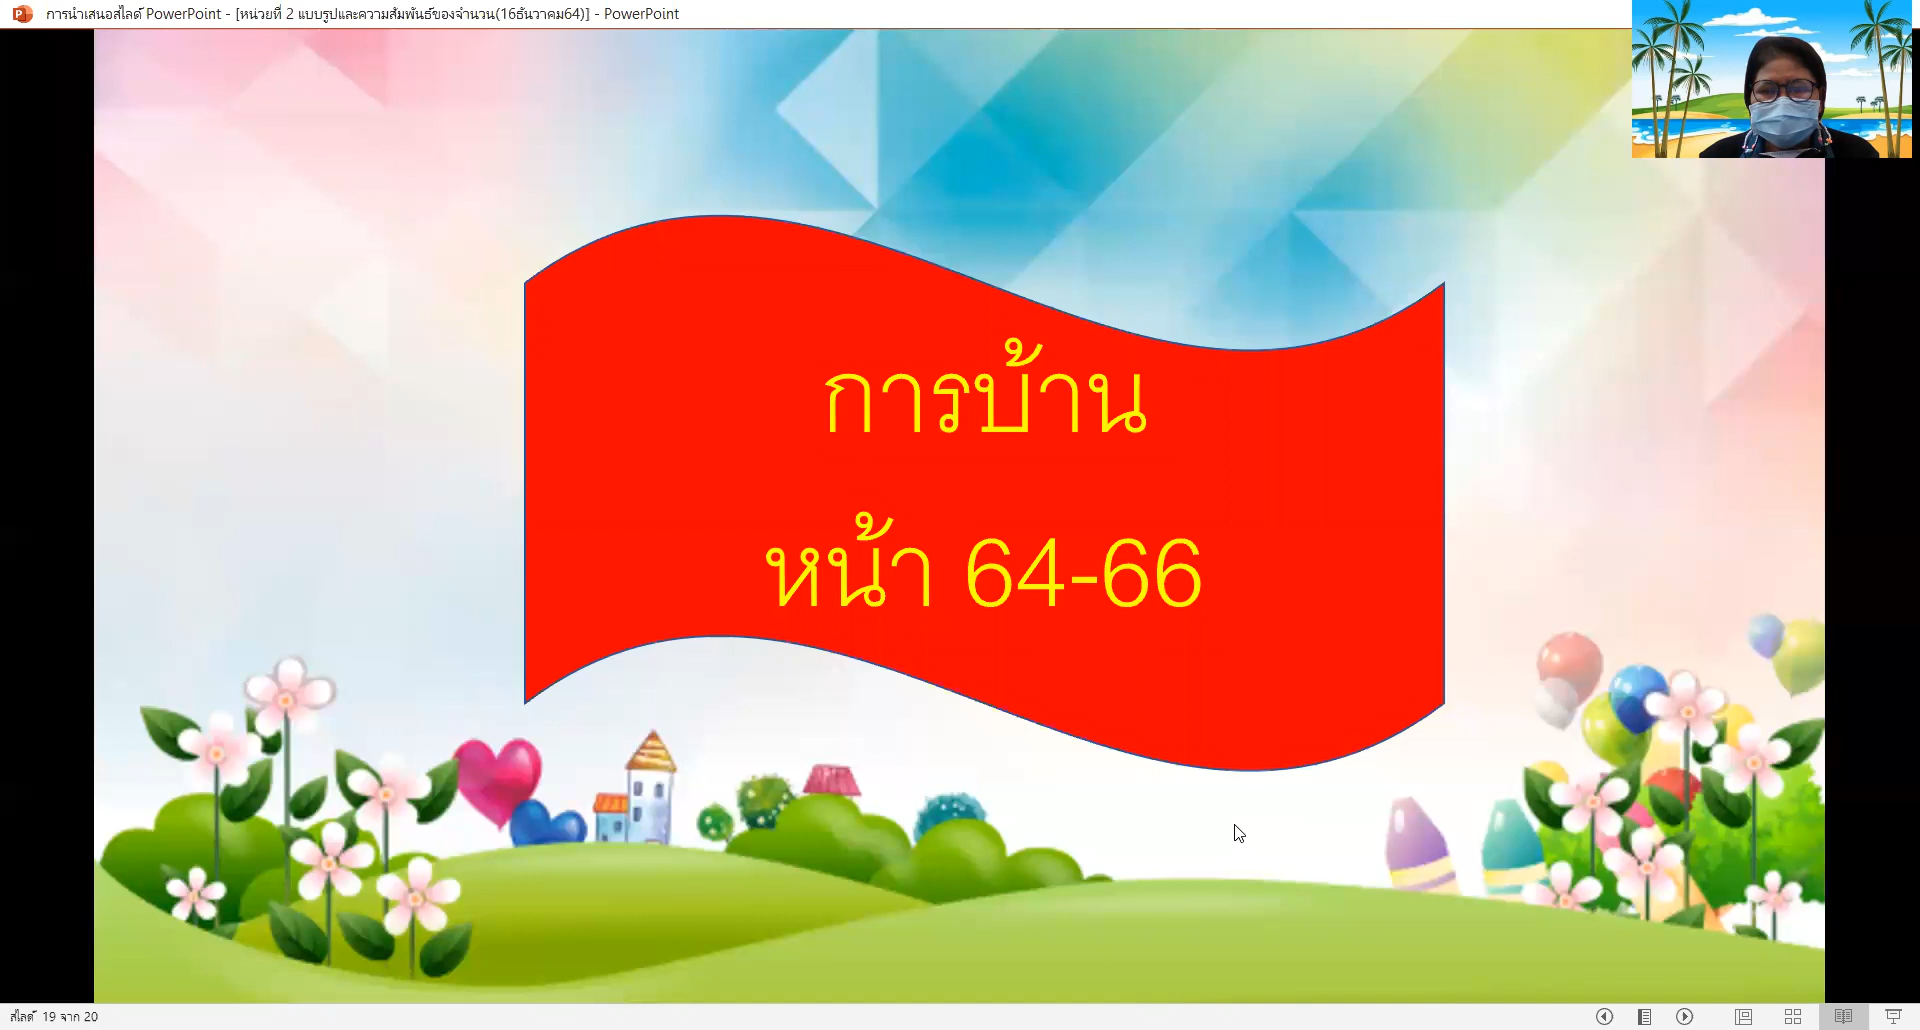 การนำเสนอสไลด์ PowerPoint - [หน่วยที่ 2 แบบรูปและความสัมพันธ์ของจำนวน(16ธันวาคม64)] - PowerPoint
การบ้าน
หน้า 64-66
สไลด์ 19 จาก 20